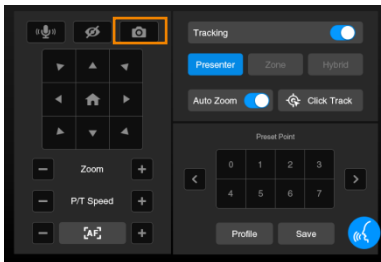 Tracking
Presenter Zone Hybrid
Auto Zoom Click Track
Zoom
P/T Speed
[AF]
Preset Point
0 1 2 3
4 5 6 7
Profile Save